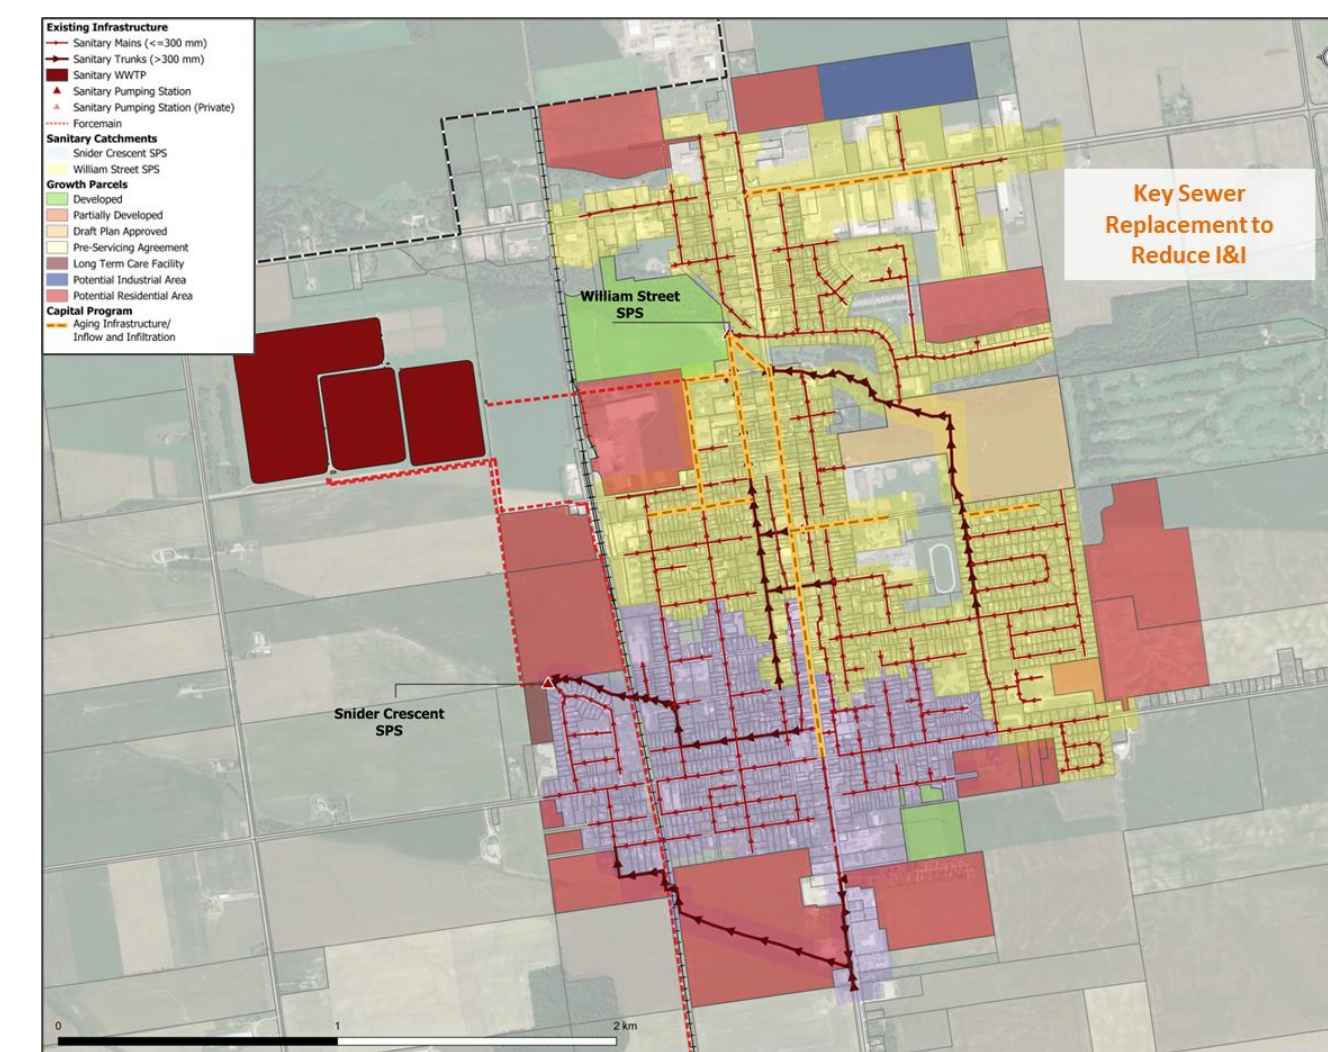 Existing Infrastructure
Sanitary Mains (<=300 mm)
Sanitary Trunks (>300 mm)
Sanitary WWTP
Sanitary Pumping Station
Sanitary Pumping Station (Private)
Forcemain
Sanitary Catchments
Snider Crescent SPS
William Street SPS
Growth Parcels
Developed
Partially Developed
Draft Plan Approved
Pre-Servicing Agreement
Long Term Care Facility
Potential Industrial Area
Potential Residential Area
Capital Program
Aging Infrastructure/
Inflow and Infiltration
Key Sewer
Replacement to
Reduce I&I
William Street
SPS
Snider Crescent
SPS
0 1 2 km